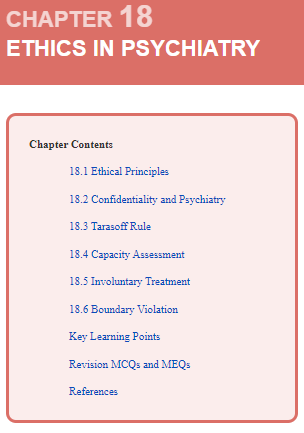 CHAPTER 18
ETHICS IN PSYCHIATRY
Chapter Contents
18.1 Ethical Principles
18.2 Confidentiality and Psychiatry
18.3 Tarasoff Rule
18.4 Capacity Assessment
18.5 Involuntary Treatment
18.6 Boundary Violation
Key Learning Points
Revision MCQs and MEQs
References